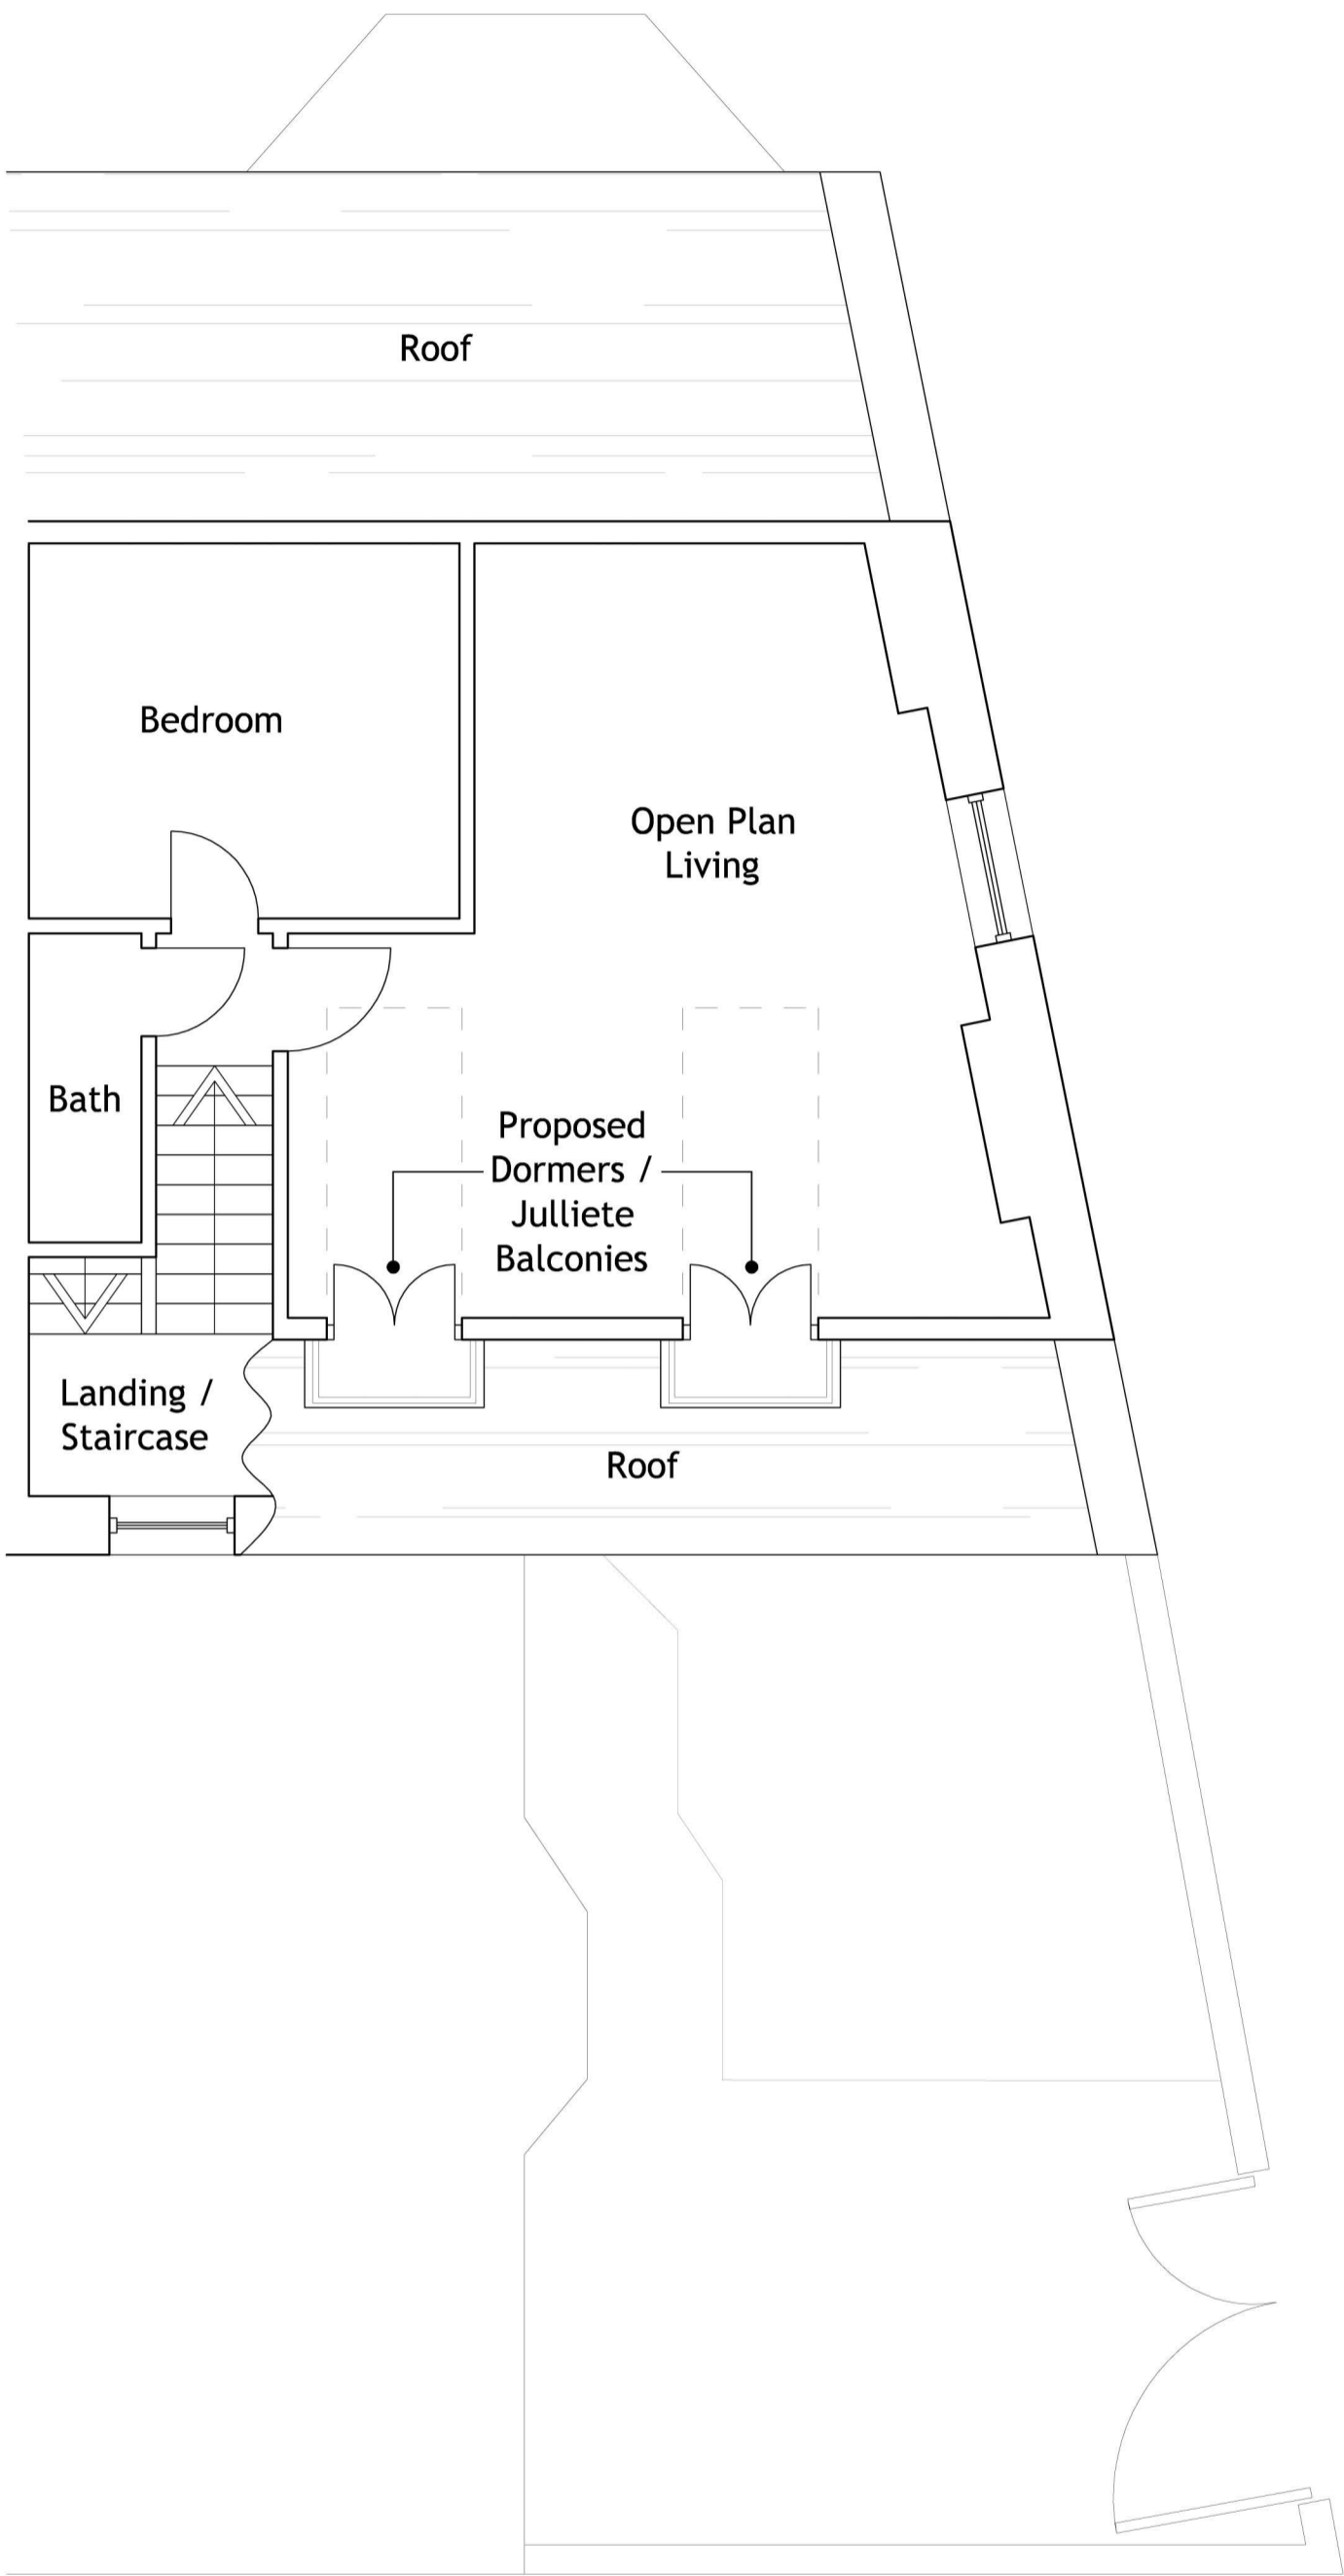 Roof
Bedroom
Open Plan
Living
Bath
Proposed
Dormers /
Julliete
Balconies
Landing /
Staircase
Roof